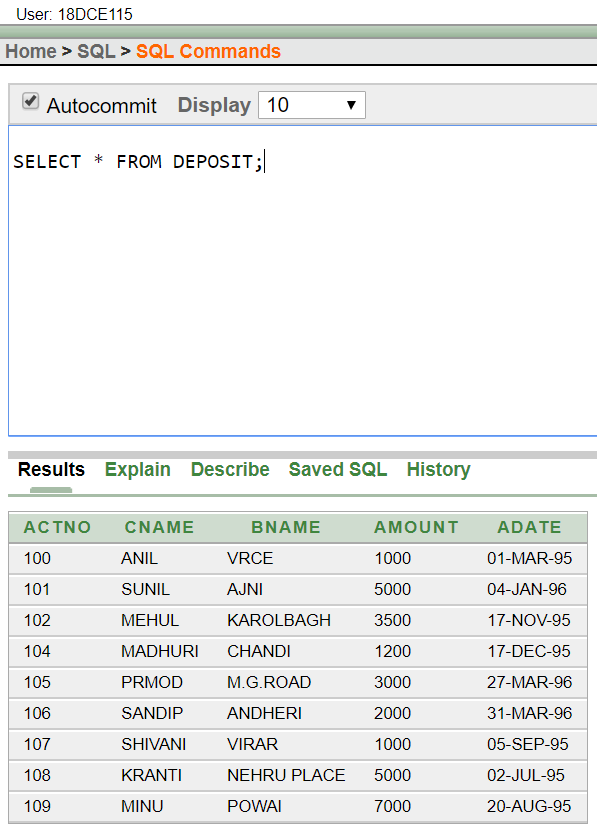 User: 18DCE115
Home > SQL > SQL Commands
Autocommit Display 10
SELECT * FROM DEPOSIT;
Results Explain Describe Saved SQL History
ACTNO CNAME BNAME AMOUNT ADATE
100 ANIL VRCE 1000 01-MAR-95
101 SUNIL AJNI 5000 04-JAN-96
102 MEHUL KAROLBAGH 3500 17-NOV-95
104 MADHURI CHANDI 1200 17-DEC-95
105 PRMOD M.G.ROAD 3000 27-MAR-96
106 SANDIP ANDHERI 2000 31-MAR-96
107 SHIVANI VIRAR 1000 05-SEP-95
108 KRANTI NEHRU PLACE 5000 02-JUL-95
109 MINU POWAI 7000 20-AUG-95